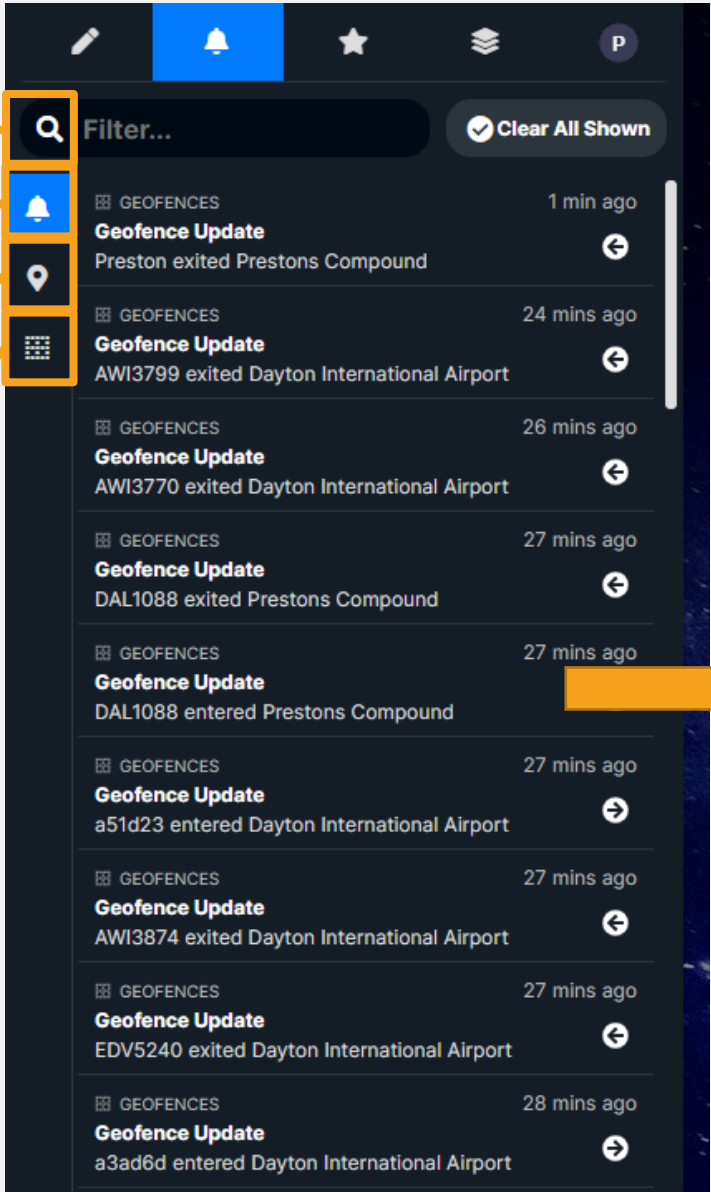 P
Filter...
Clear All Shown
GEOFENCES 1 min ago
Geofence Update
Preston exited Prestons Compound
GEOFENCES 24 mins ago
Geofence Update
AWI3799 exited Dayton International Airport
GEOFENCES 26 mins ago
Geofence Update
AWI3770 exited Dayton International Airport
GEOFENCES 27 mins ago
Geofence Update
DAL1088 exited Prestons Compound
GEOFENCES 27 mins ago
Geofence Update
DAL1088 entered Prestons Compound
GEOFENCES 27 mins ago
Geofence Update
a51d23 entered Dayton International Airport
GEOFENCES 27 mins ago
Geofence Update
AWI3874 exited Dayton International Airport
GEOFENCES 27 mins ago
Geofence Update
EDV5240 exited Dayton International Airport
GEOFENCES 28 mins ago
Geofence Update
a3ad6d entered Dayton International Airport